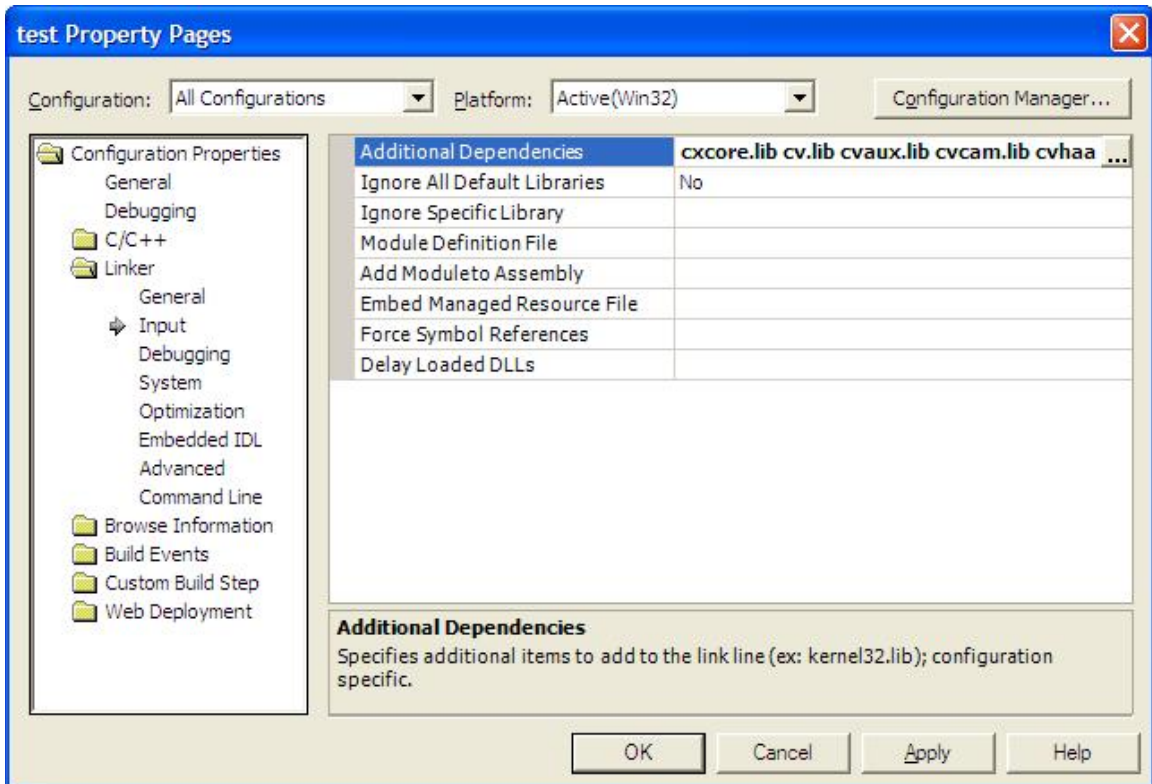 test Property Pages
Configuration: All Configurations Platform: Active(Win32) Configuration Manager...
Configuration Properties
General
Debugging
C/C++
Linker
General
Input
Debugging
System
Optimization
Embedded IDL
Advanced
Command Line
Browse Information
Build Events
Custom Build Step
Web Deployment
Additional Dependencies cxcore.lib cv.lib cvaux.lib cvcam.lib cvhaa ...
Ignore All Default Libraries No
Ignore Specific Library
Module Definition File
Add Moduleto Assembly
Embed Managed Resource File
Force Symbol References
Delay Loaded DLLs
Additional Dependencies
Specifies additional items to add to the link line (ex: kernel32.lib); configuration
specific.
OK Cancel Apply Help